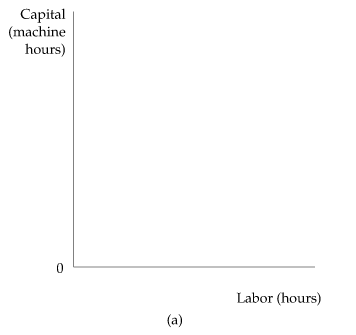 Capital
(machine
hours)
0
Labor (hours)
(a)